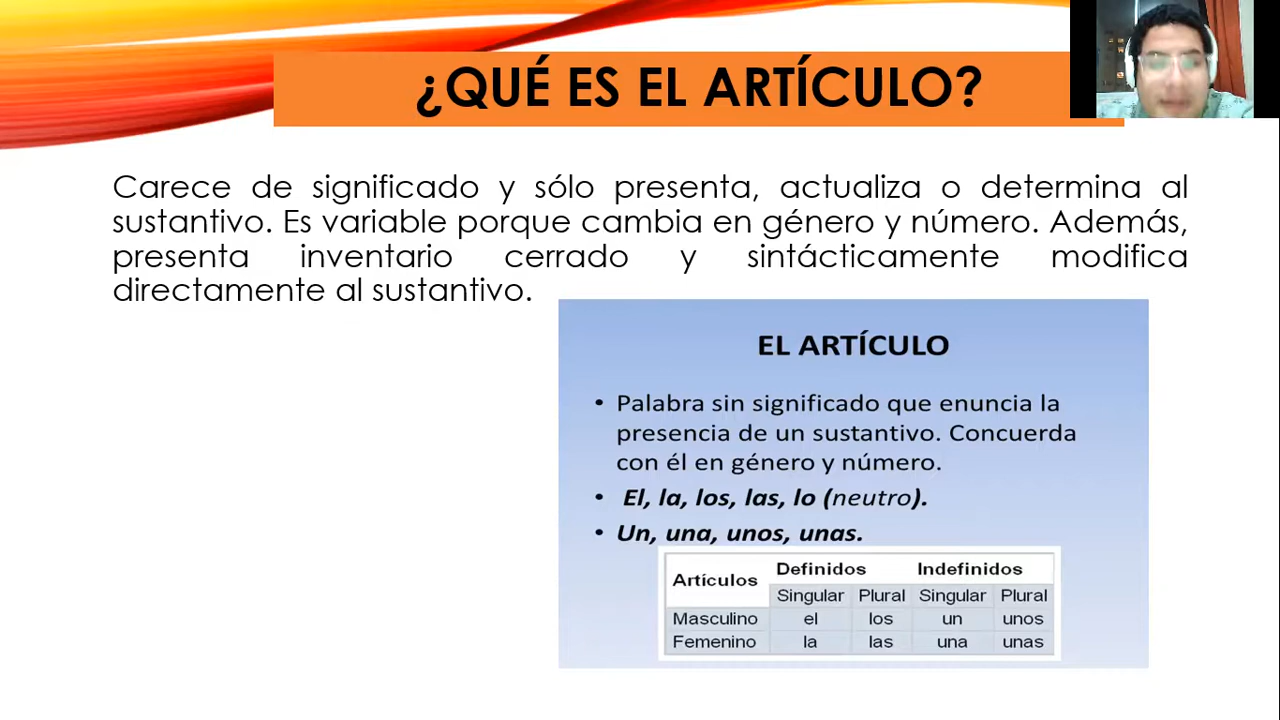 ¿QUÉ ES EL ARTÍCULO?
Carece de significado y sólo presenta, actualiza o determina al
sustantivo. Es variable porque cambia en género y número. Además,
presenta inventario cerrado y sintácticamente modifica
directamente al sustantivo.
EL ARTÍCULO
• Palabra sin significado que enuncia la
presencia de un sustantivo. Concuerda
con él en género y número.
• El, la, los, las, lo (neutro).
• Un, una, unos, unas.
Artículos Definidos Indefinidos
Singular Plural Singular Plural
Masculino el los un unos
Femenino la las una unas